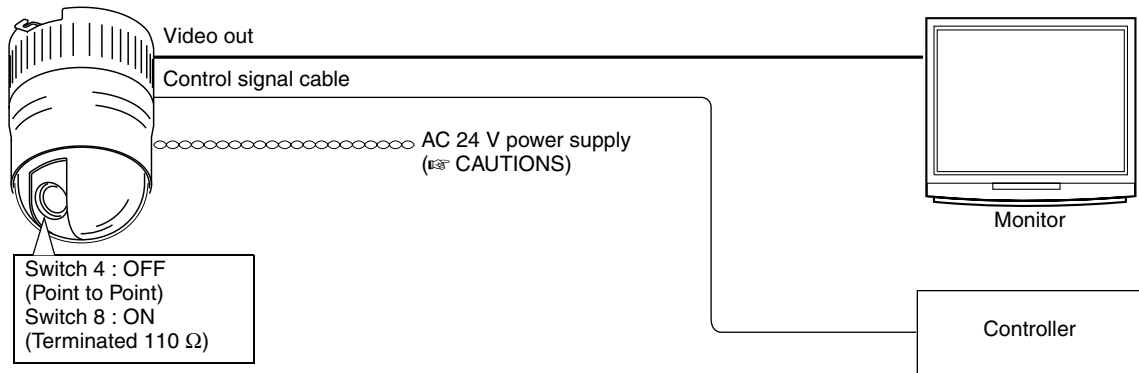 Video out
Control signal cable
AC 24 V power supply
(☞ CAUTIONS)
Monitor
Switch 4 : OFF
(Point to Point)
Switch 8 : ON
(Terminated 110 Ω)
Controller